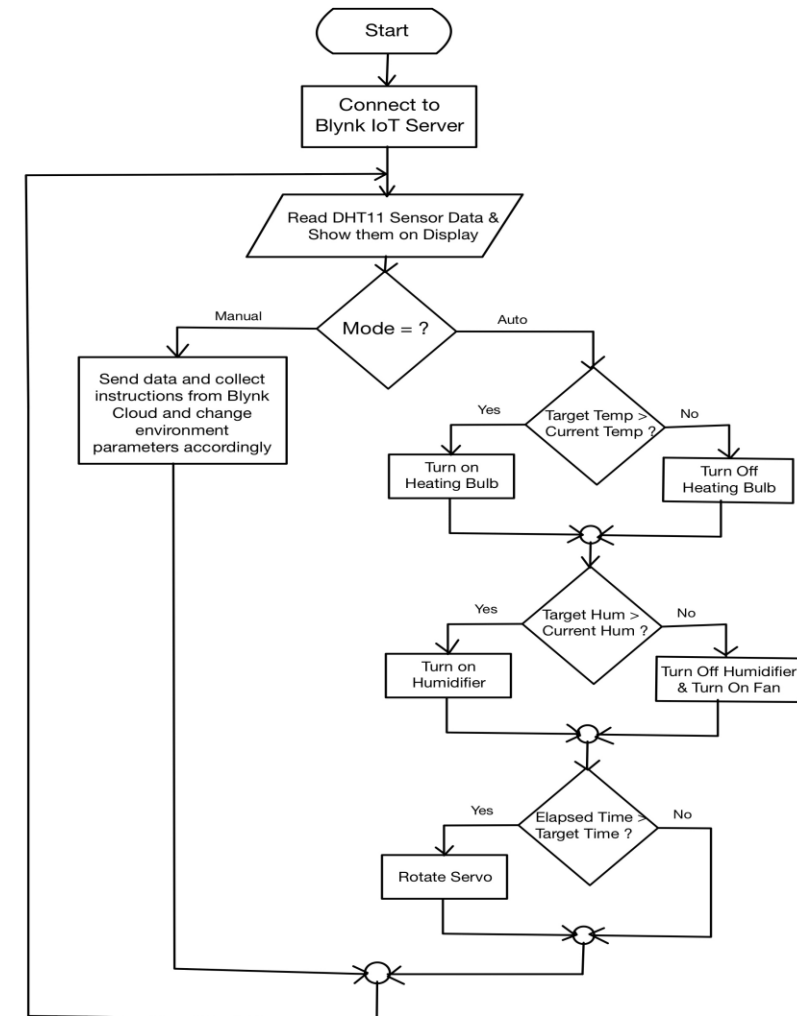 Start
Connect to
Blynk IoT Server
Read DHT11 Sensor Data &
Show them on Display
Mode = ?
Manual
Auto
Send data and collect
instructions from Blynk
Cloud and change
environment
parameters accordingly
Target Temp >
Current Temp ?
Yes
No
Turn on
Heating Bulb
Turn Off
Heating Bulb
Target Hum >
Current Hum ?
Yes
No
Turn on
Humidifier
Turn Off Humidifier
& Turn On Fan
Elapsed Time >
Target Time ?
Yes
No
Rotate Servo